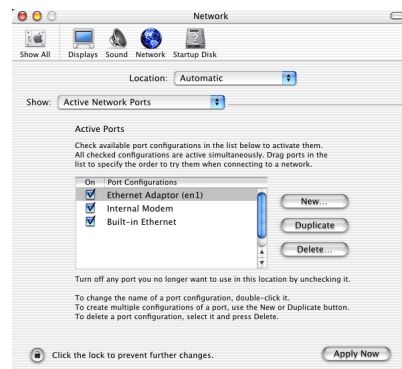 Network
Show All Displays Sound Network Startup Disk
Location: Automatic
Show: Active Network Ports
Active Ports
Check available port configurations in the list below to activate them.
All checked configurations are active simultaneously. Drag ports in the
list to specify the order to try them when connecting to a network.
On Port Configurations
Ethernet Adaptor (en1)
Internal Modem
Built-in Ethernet
New...
Duplicate
Delete...
Turn off any port you no longer want to use in this location by unchecking it.
To change the name of a port configuration, double-click it.
To create multiple configurations of a port, use the New or Duplicate button.
To delete a port configuration, select it and press Delete.
Click the lock to prevent further changes.
Apply Now